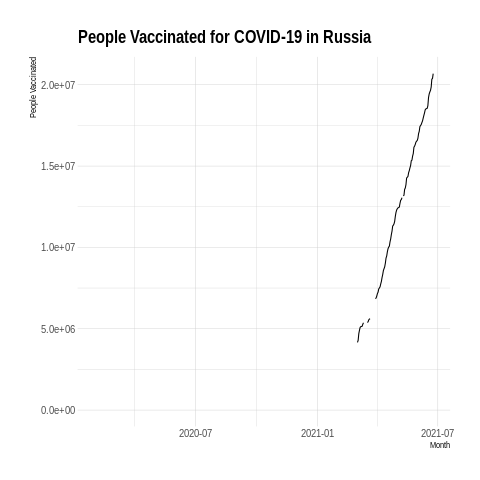 People Vaccinated for COVID-19 in Russia
People Vaccinated
2.0e+07
1.5e+07
1.0e+07
5.0e+06
0.0e+00
2020-07 2021-01 2021-07
Month